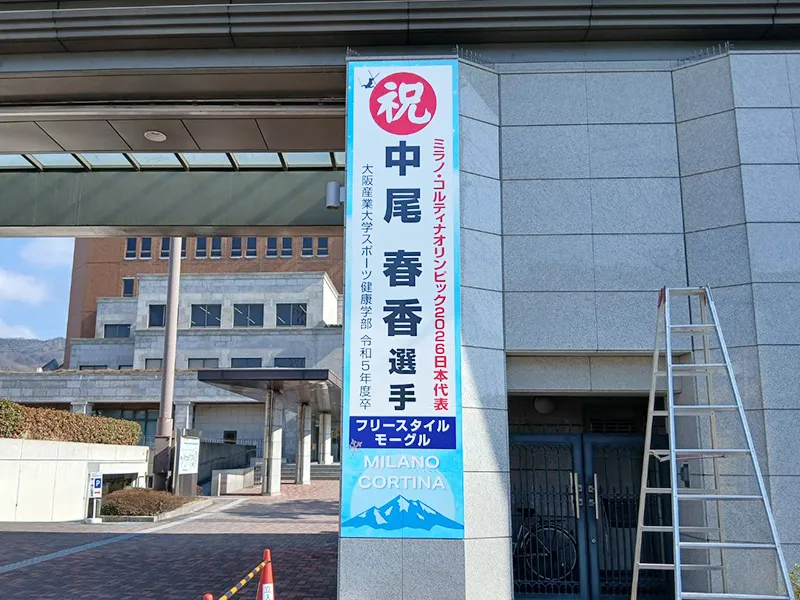 祝
ミラノ・コルティナオリンピック2026日本代表
中尾 春香選手
大阪産業大学スポーツ健康学部 令和5年度卒
フリースタイル
モーグル
MILANO
CORTINA
P